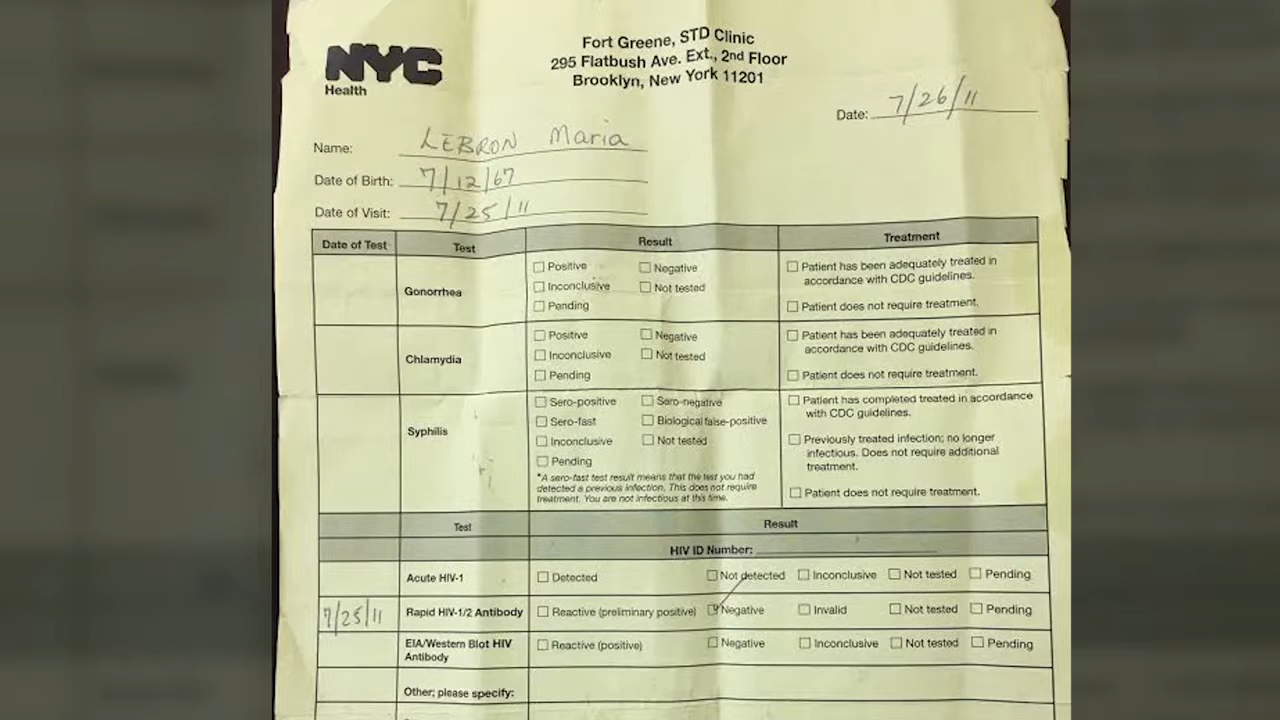 NYC
Health
Fort Greene, STD Clinic
295 Flatbush Ave. Ext., 2nd Floor
Brooklyn, New York 11201
Date: 7/26/11
Name: LEBRON Maria
Date of Birth: 7/12/67
Date of Visit: 7/25/11
Date of Test Test Result Treatment
Gonorrhea
Positive Negative
Inconclusive Not tested
Pending
Patient has been adequately treated in
accordance with CDC guidelines.
Patient does not require treatment.
Chlamydia
Positive Negative
Inconclusive Not tested
Pending
Patient has been adequately treated in
accordance with CDC guidelines.
Patient does not require treatment.
Syphilis
Sero-positive Sero-negative
Sero-fast Biological false-positive
Inconclusive Not tested
Pending
*A sero-fast test result means that the test you had
detected a previous infection. This does not require
treatment. You are not infectious at this time.
Patient has completed treated in accordance
with CDC guidelines.
Previously treated infection; no longer
infectious. Does not require additional
treatment.
Patient does not require treatment.
Test Result
HIV ID Number:
Acute HIV-1 Detected Not detected Inconclusive Not tested Pending
7/25/11 Rapid HIV-1/2 Antibody Reactive (preliminary positive) Negative Invalid Not tested Pending
EIA/Western Blot HIV
Antibody
Reactive (positive) Negative Inconclusive Not tested Pending
Other; please specify: